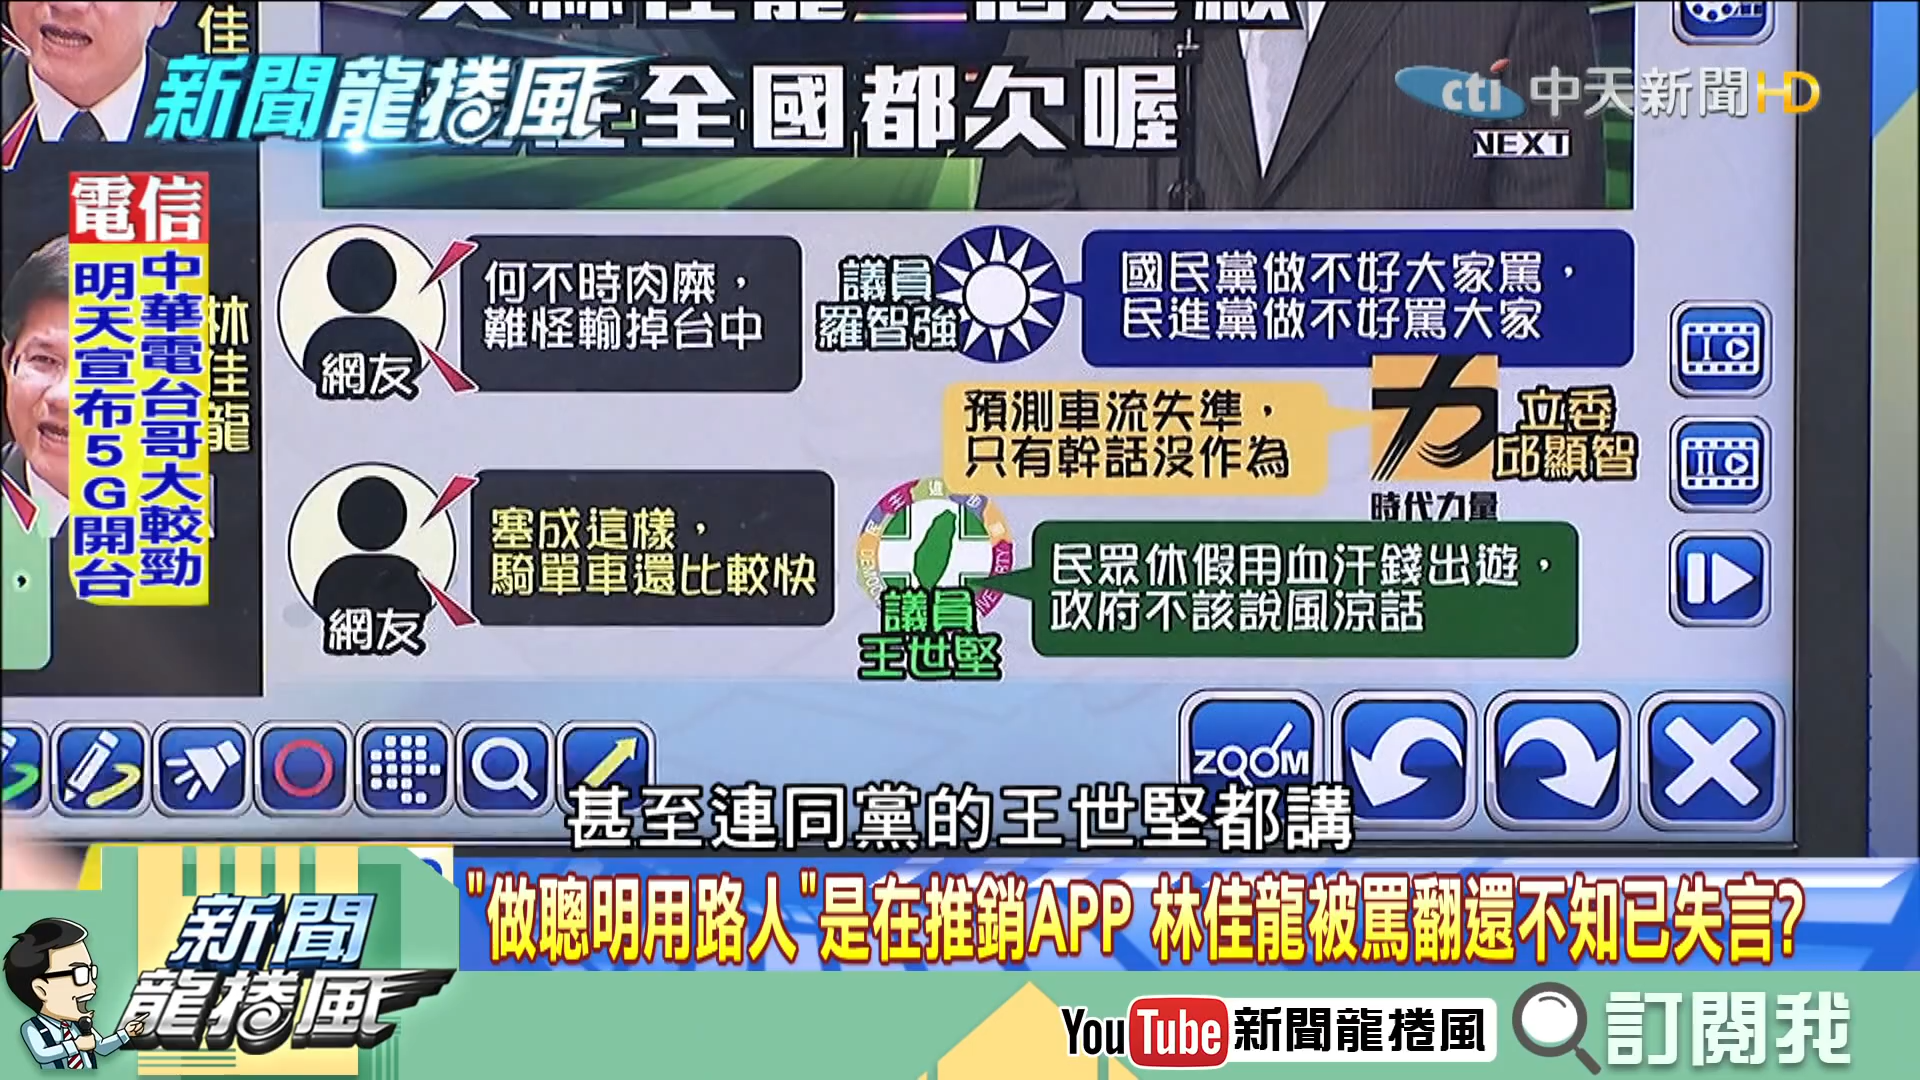 佳
新聞龍捲風
全國都欠喔
cti 中天新聞HD
NEXT
電信
中華電台哥大較勁
明天宣布5G開台
林佳龍
何不時肉糜，
難怪輸掉台中
網友
議員
羅智強
國民黨做不好大家罵，
民進黨做不好罵大家
預測車流失準，
只有幹話沒作為
立委
邱顯智
時代力量
塞成這樣，
騎單車還比較快
網友
議員
王世堅
民眾休假用血汗錢出遊，
政府不該說風涼話
ZOOM
甚至連同黨的王世堅都講
"做聰明用路人"是在推銷APP 林佳龍被罵翻還不知已失言?
新聞
龍捲風
YouTube 新聞龍捲風
訂閱我